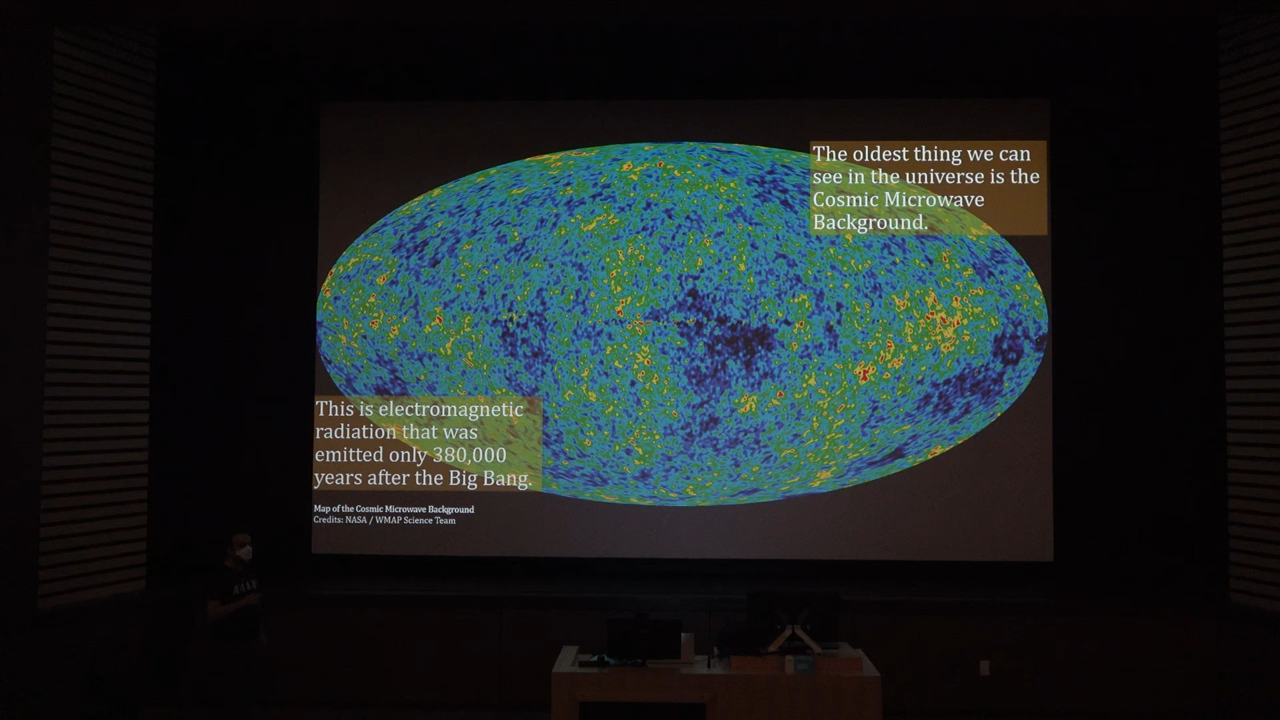 The oldest thing we can
see in the universe is the
Cosmic Microwave
Background.
This is electromagnetic
radiation that was
emitted only 380,000
years after the Big Bang.
Map of the Cosmic Microwave Background
Credits: NASA / WMAP Science Team